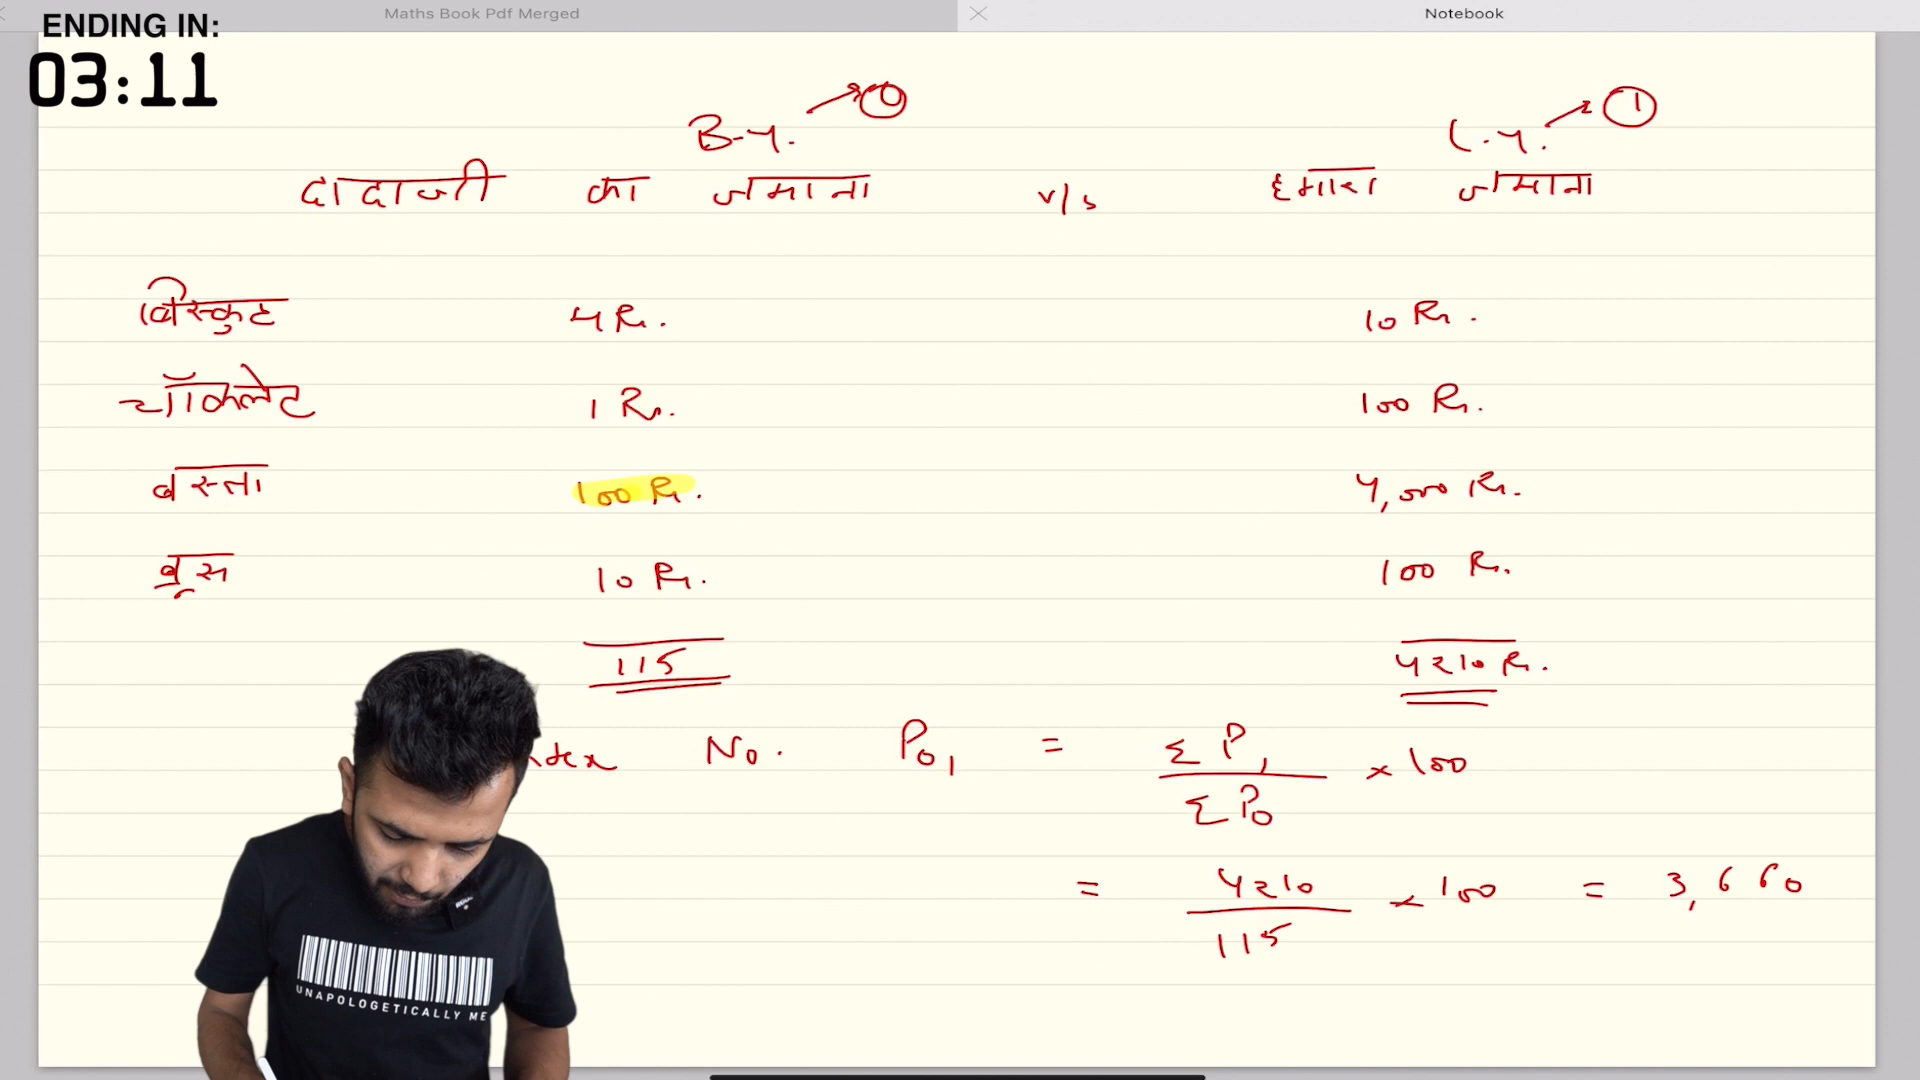 Maths Book Pdf Merged
Notebook
ENDING IN:
03:11
B.Y. → 0
C.Y. → 1
दादाजी का जमाना v/s हमारा जमाना
बिस्कुट 4 Rs. 10 Rs.
चॉकलेट 1 Rs. 100 Rs.
बस्ता 100 Rs. 4,000 Rs.
100 Rs.
10 Rs.
115 4210 Rs.
No. P01 = ΣP1 / ΣP0 × 100
= 4210 / 115 × 100 = 3,660
UNAPOLOGETICALLY ME